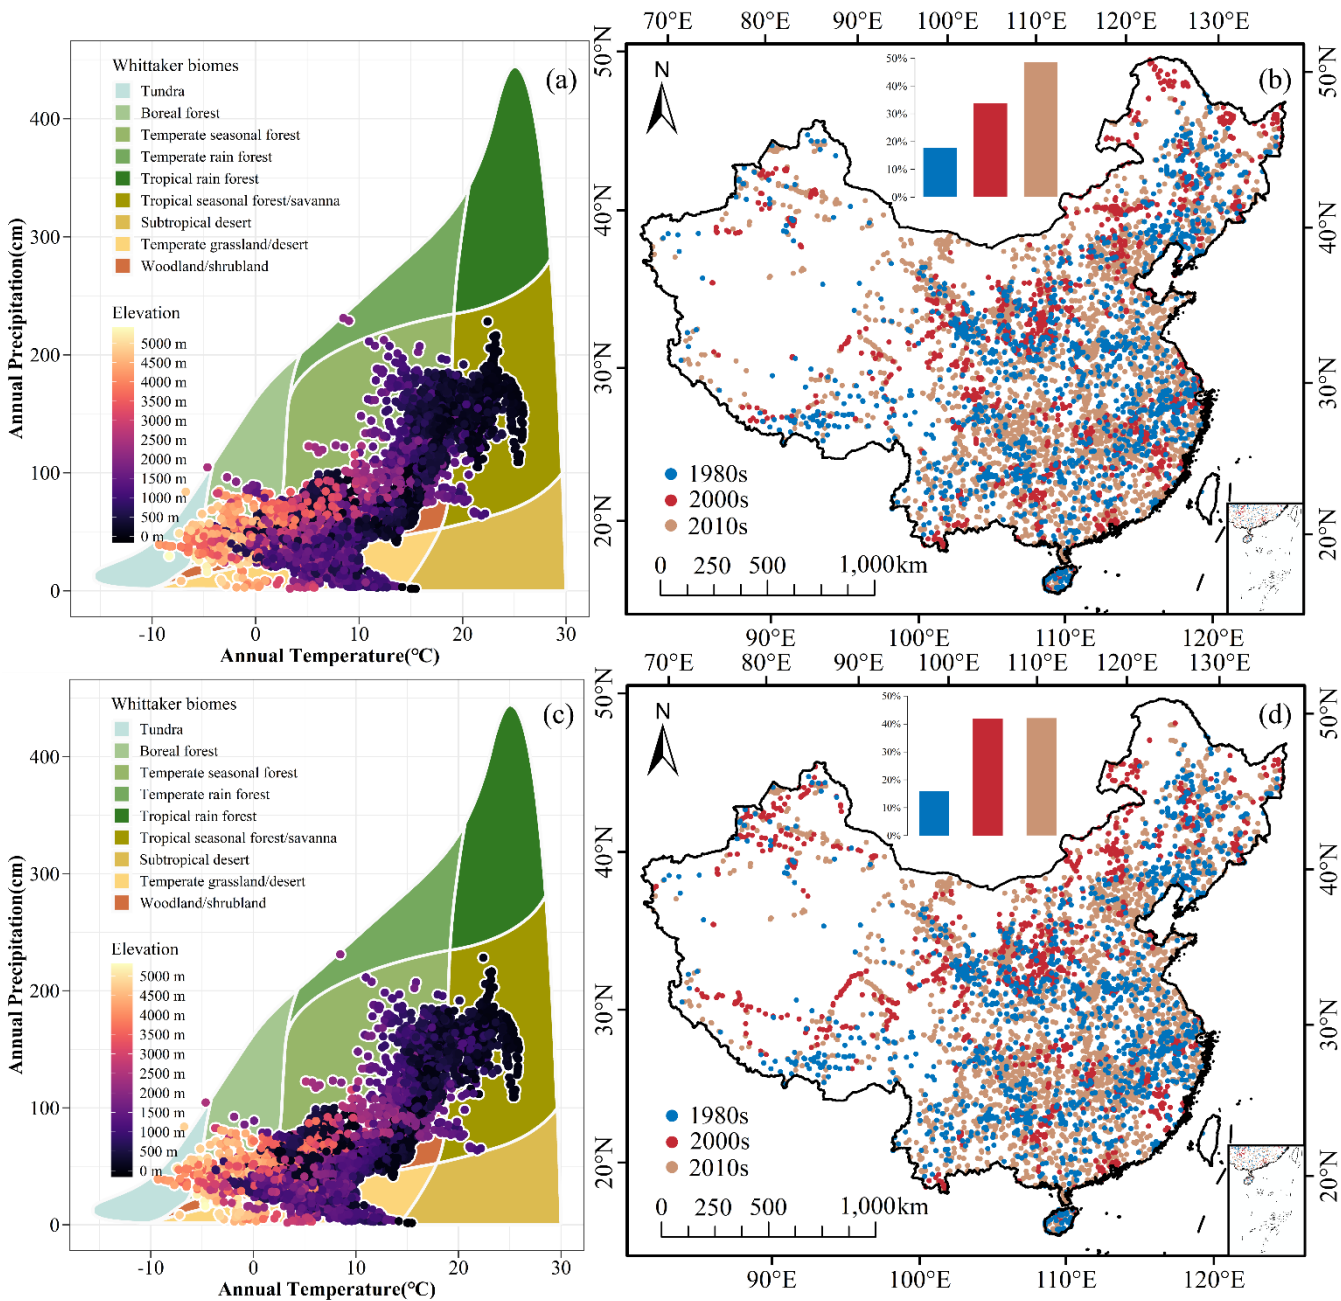 (a)
Whittaker biomes
Tundra
Boreal forest
Temperate seasonal forest
Temperate rain forest
Tropical rain forest
Tropical seasonal forest/savanna
Subtropical desert
Temperate grassland/desert
Woodland/shrubland
Elevation
5000 m
4500 m
4000 m
3500 m
3000 m
2500 m
2000 m
1500 m
1000 m
500 m
0 m
400
300
200
100
0
Annual Precipitation(cm)
-10 0 10 20 30
Annual Temperature(°C)
70°E 80°E 90°E 100°E 110°E 120°E 130°E
(b)
N
50%
40%
30%
20%
10%
0%
50°N
40°N
30°N
20°N
50°N
40°N
30°N
20°N
1980s
2000s
2010s
0 250 500 1,000km
90°E 100°E 110°E 120°E
(c)
Whittaker biomes
Tundra
Boreal forest
Temperate seasonal forest
Temperate rain forest
Tropical rain forest
Tropical seasonal forest/savanna
Subtropical desert
Temperate grassland/desert
Woodland/shrubland
Elevation
5000 m
4500 m
4000 m
3500 m
3000 m
2500 m
2000 m
1500 m
1000 m
500 m
0 m
400
300
200
100
0
Annual Precipitation(cm)
-10 0 10 20 30
Annual Temperature(°C)
70°E 80°E 90°E 100°E 110°E 120°E 130°E
(d)
N
50%
40%
30%
20%
10%
0%
50°N
40°N
30°N
20°N
50°N
40°N
30°N
20°N
1980s
2000s
2010s
0 250 500 1,000km
90°E 100°E 110°E 120°E